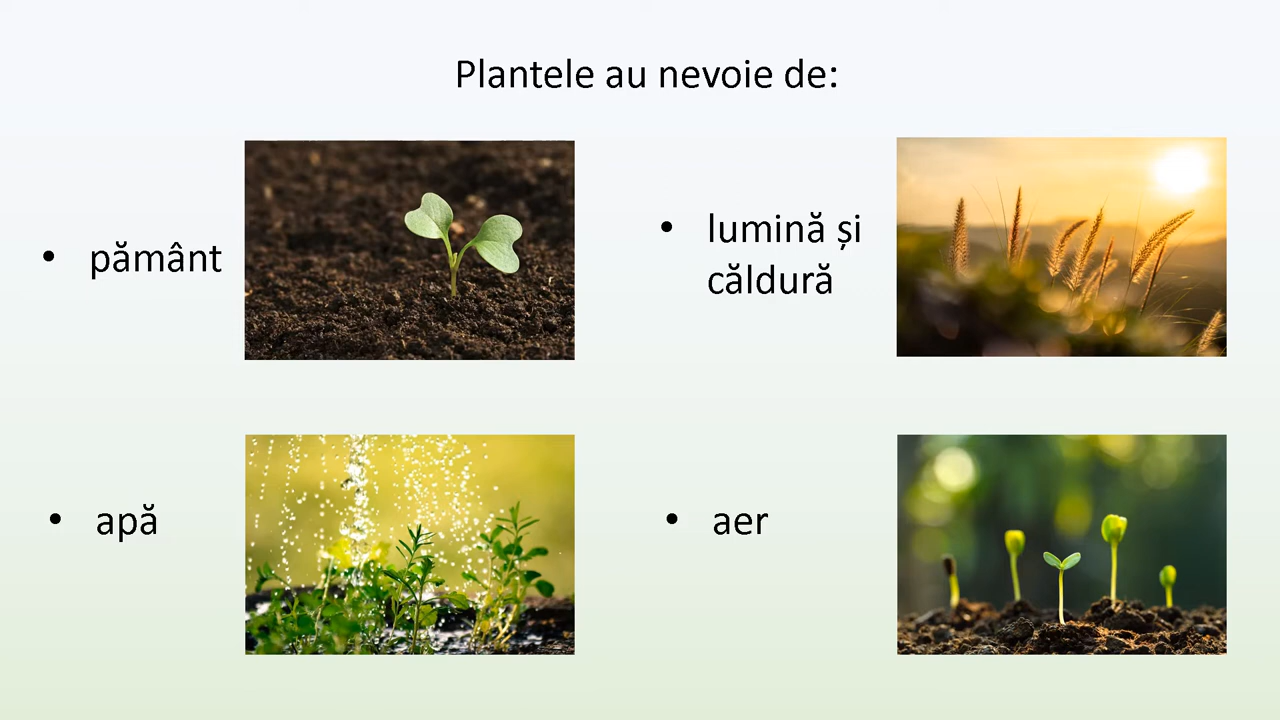 Plantele au nevoie de:
• pământ
• lumină și
căldură
• apă
• aer